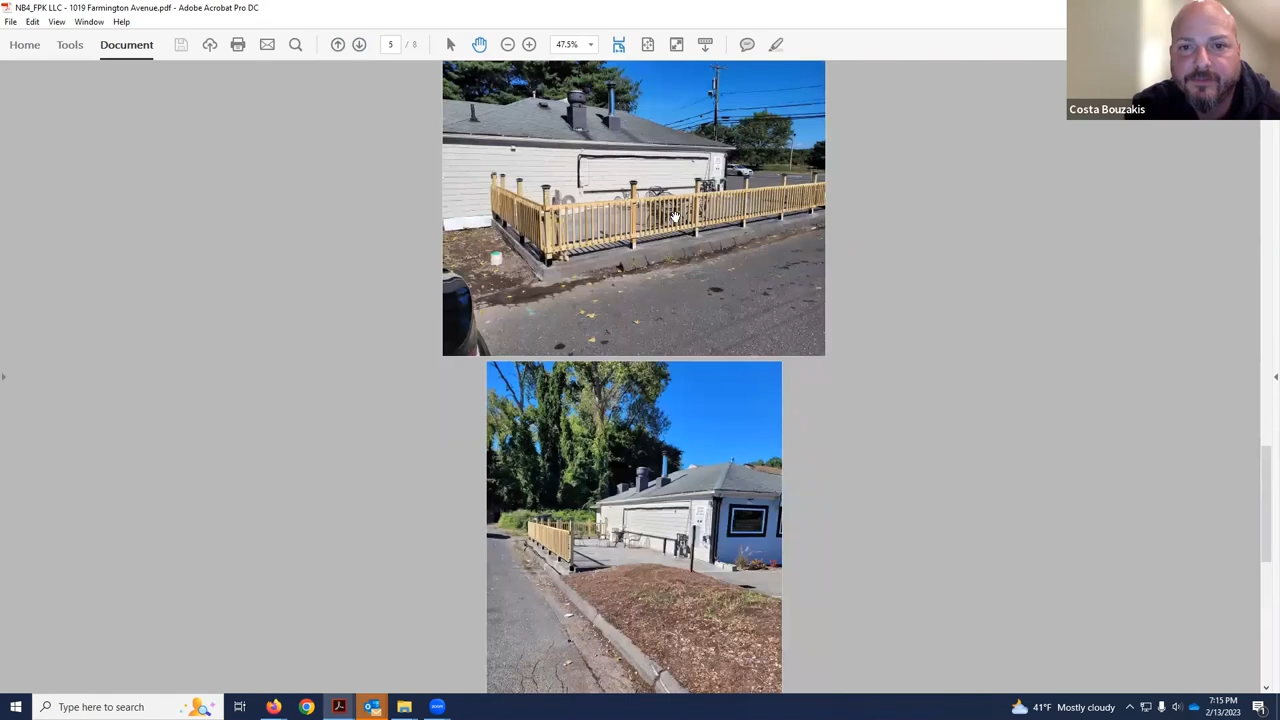 NB4_FPK LLC - 1019 Farmington Avenue.pdf - Adobe Acrobat Pro DC
File Edit View Window Help
Home Tools Document 5 / 8 47.5%
Costa Bouzakis
Type here to search
41°F Mostly cloudy
7:15 PM
2/13/2023
1